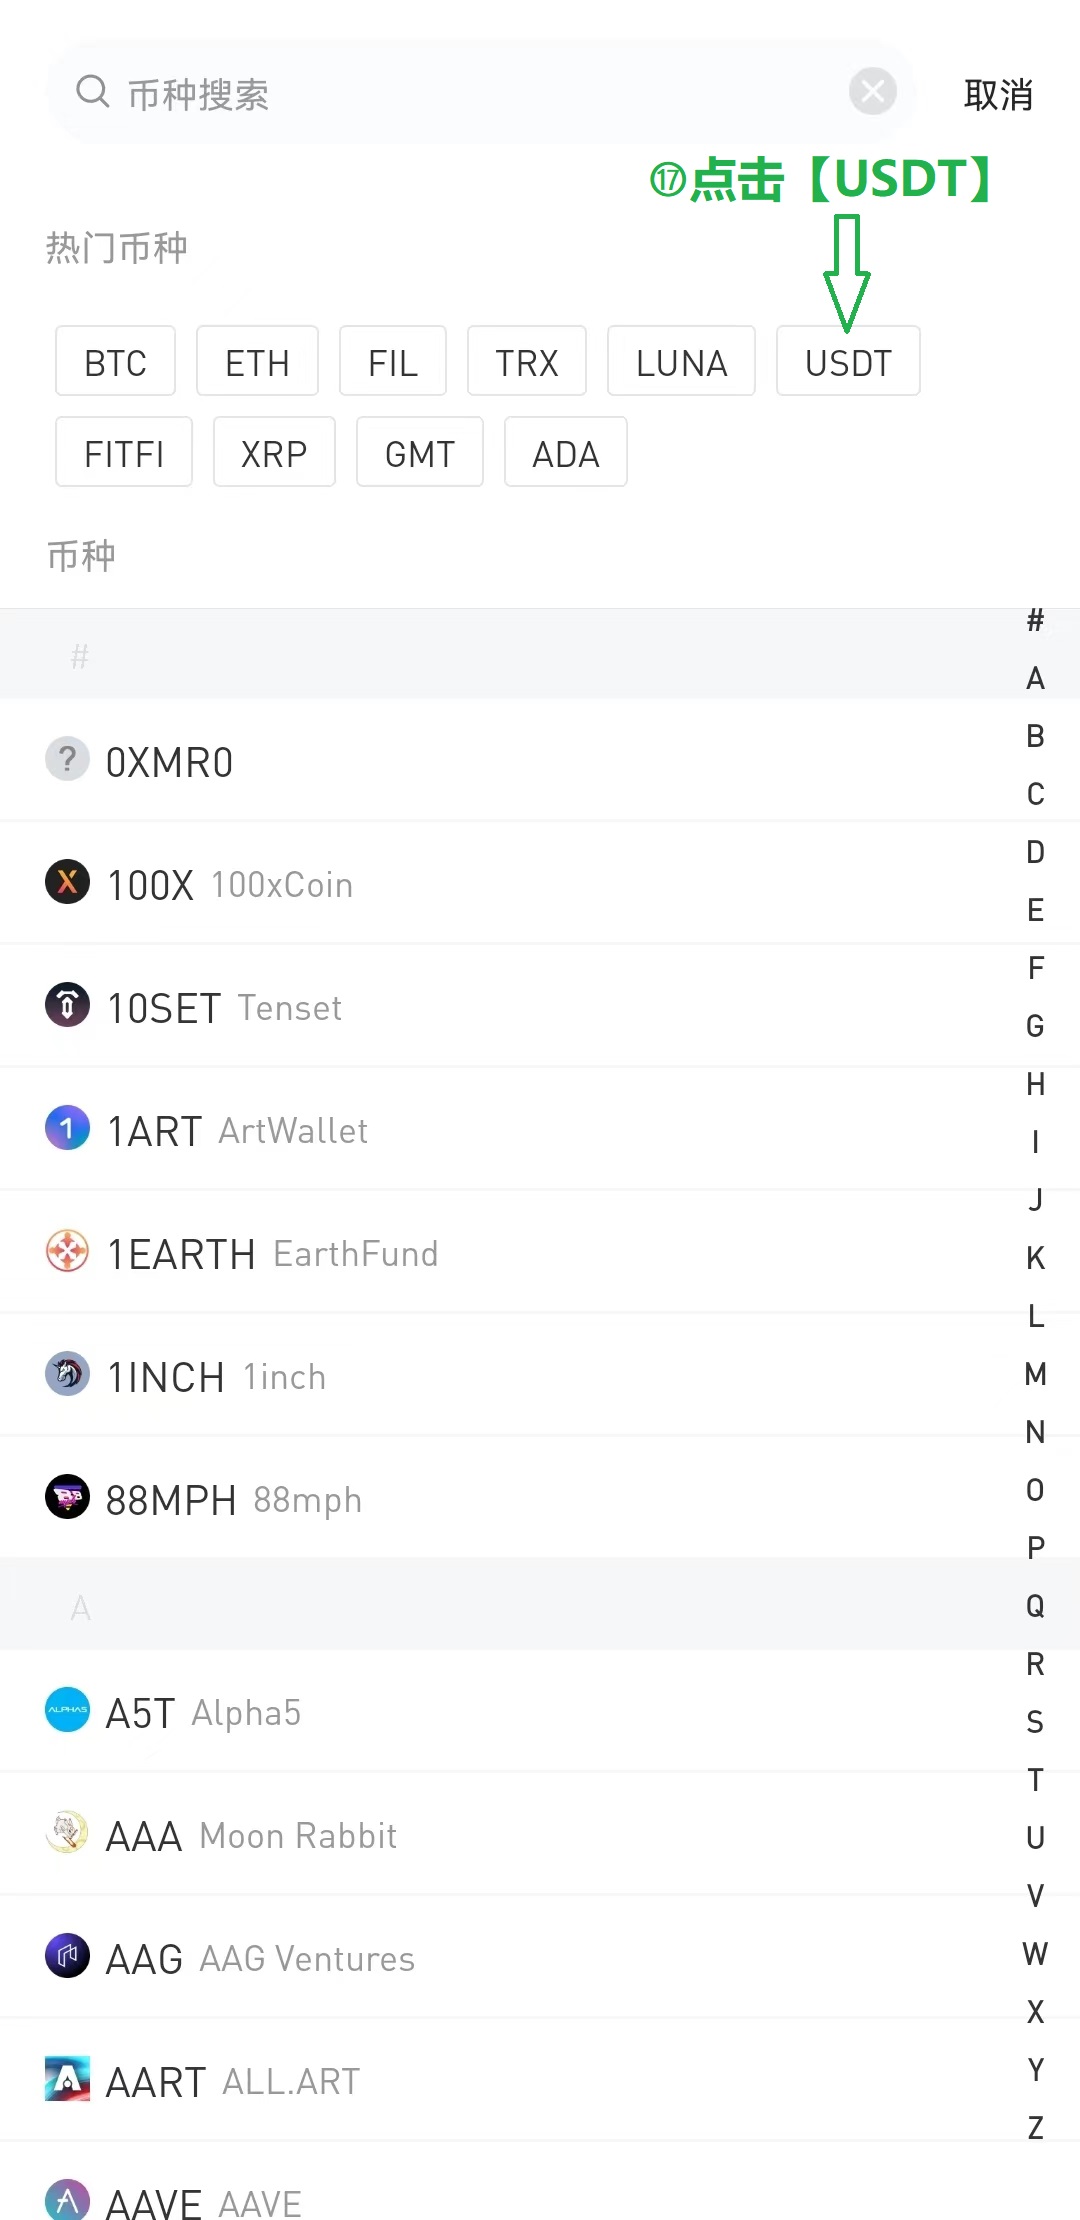 币种搜索
取消
⑰点击【USDT】
热门币种
BTC ETH FIL TRX LUNA USDT
FITFI XRP GMT ADA
币种
#
0XMR0
100X 100xCoin
10SET Tenset
1ART ArtWallet
1EARTH EarthFund
1INCH 1inch
88MPH 88mph
A
ALPHA5
A5T Alpha5
AAA Moon Rabbit
AAG AAG Ventures
AART ALL.ART
AAVE AAVE
#
A
B
C
D
E
F
G
H
I
J
K
L
M
N
O
P
Q
R
S
T
U
V
W
X
Y
Z